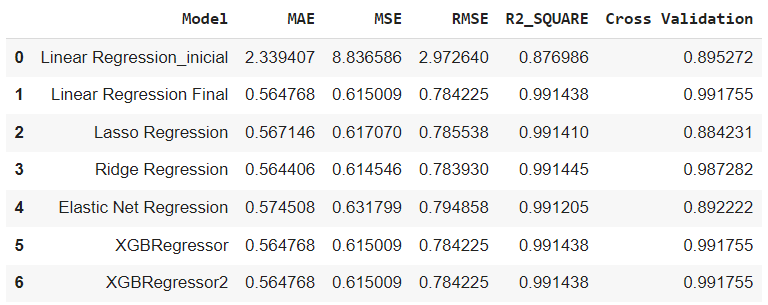 Model MAE MSE RMSE R2_SQUARE Cross Validation
0 Linear Regression_inicial 2.339407 8.836586 2.972640 0.876986 0.895272
1 Linear Regression Final 0.564768 0.615009 0.784225 0.991438 0.991755
2 Lasso Regression 0.567146 0.617070 0.785538 0.991410 0.884231
3 Ridge Regression 0.564406 0.614546 0.783930 0.991445 0.987282
4 Elastic Net Regression 0.574508 0.631799 0.794858 0.991205 0.892222
5 XGBRegressor 0.564768 0.615009 0.784225 0.991438 0.991755
6 XGBRegressor2 0.564768 0.615009 0.784225 0.991438 0.991755